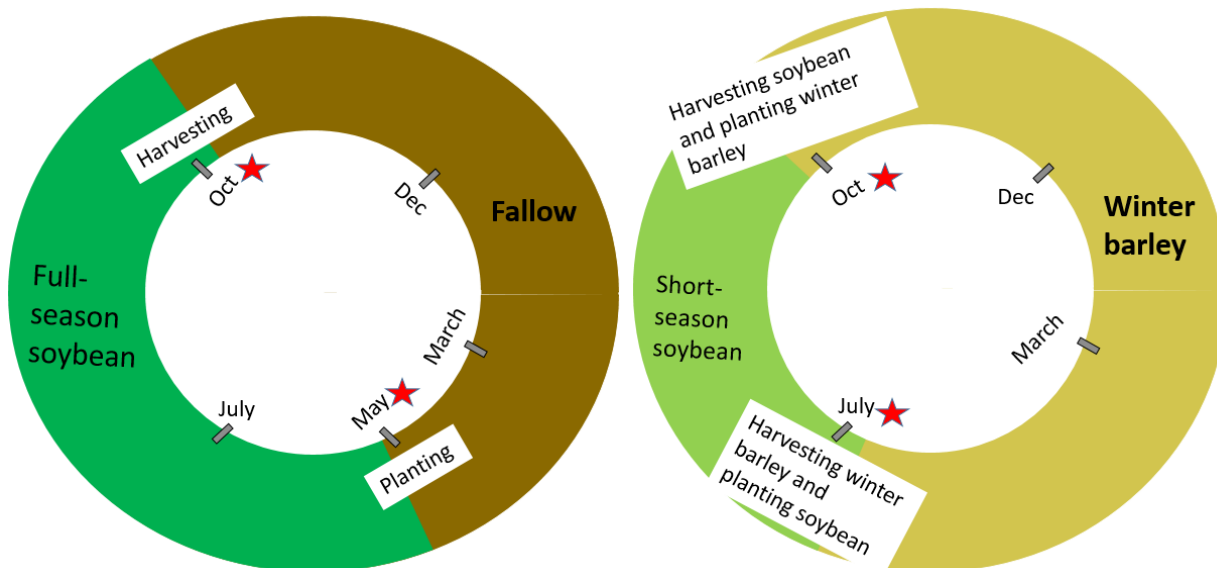 Harvesting
Oct
Dec
Fallow
Full-
season
soybean
March
May
July
Planting
Harvesting soybean
and planting winter
barley
Oct
Dec
Winter
barley
Short-
season
soybean
March
July
Harvesting winter
barley and
planting soybean